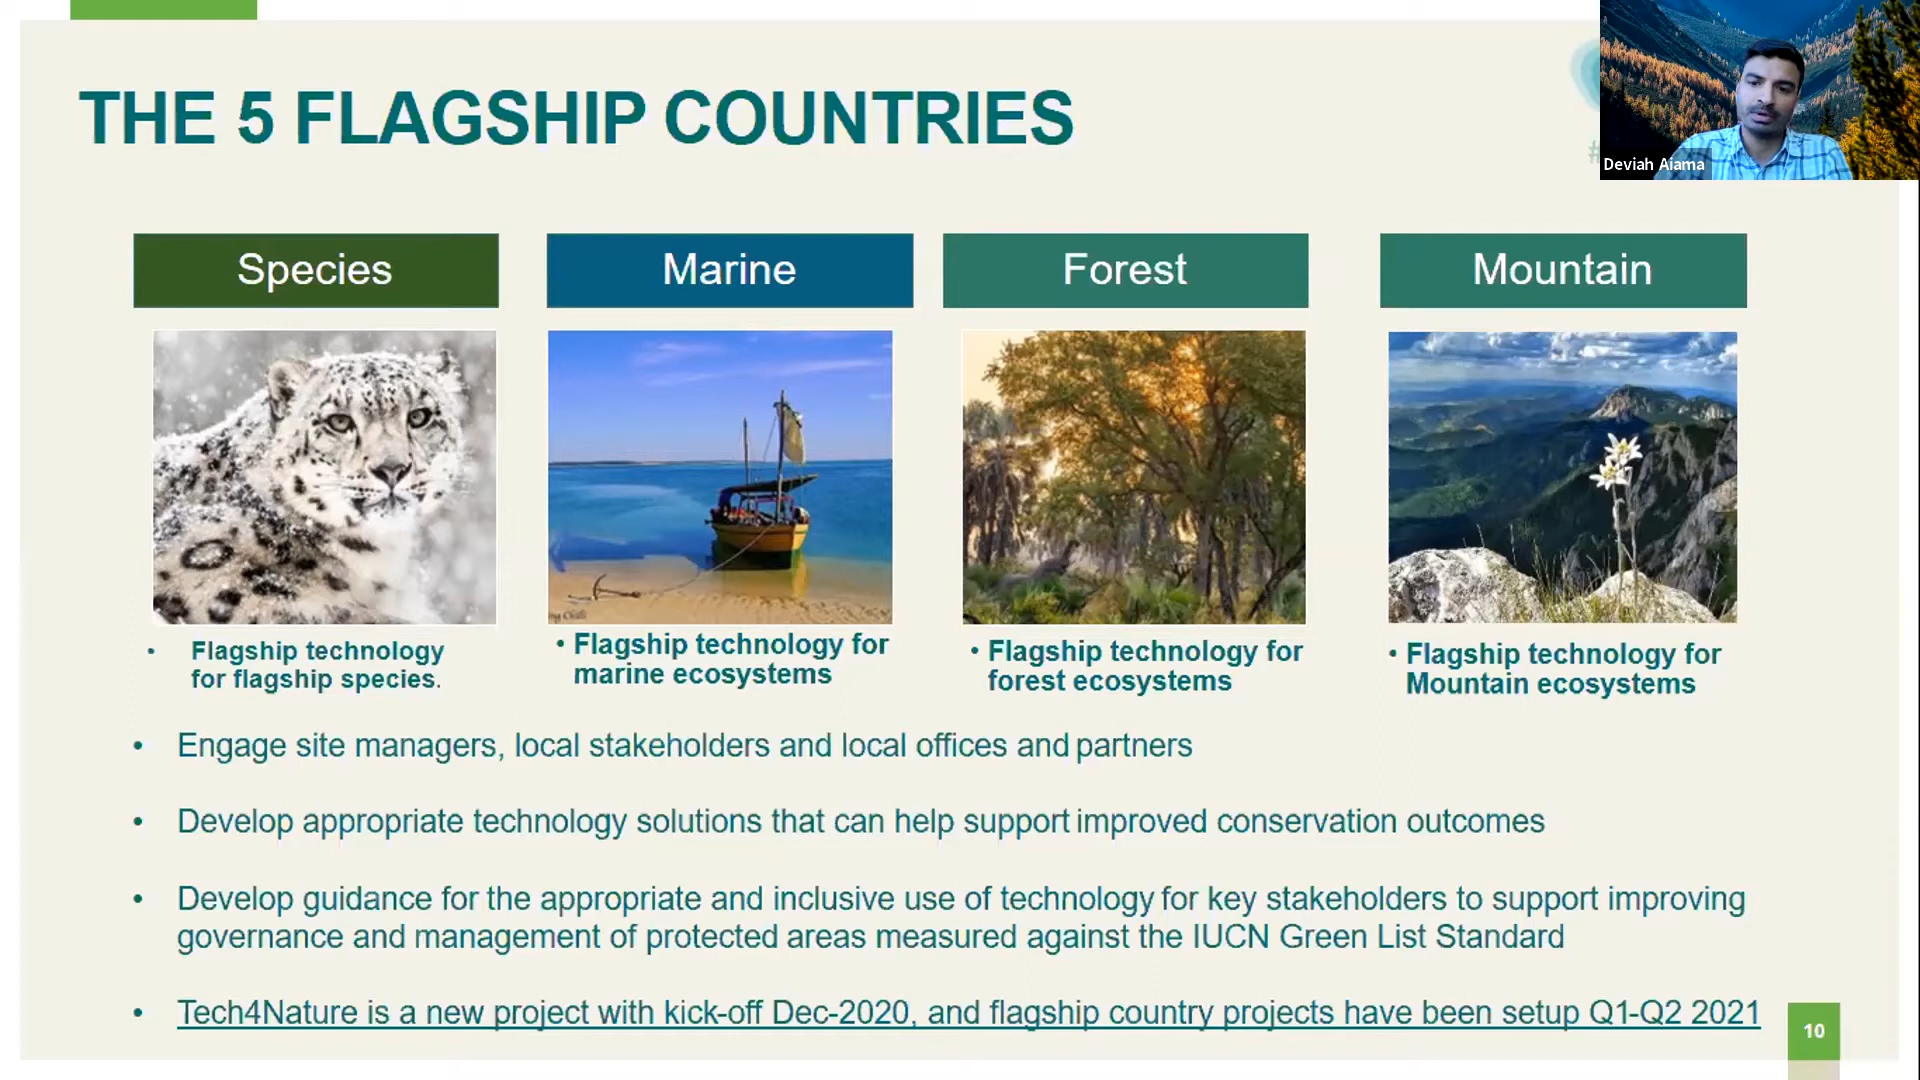 THE 5 FLAGSHIP COUNTRIES
#
Deviah Aiama
Species
Marine
Forest
Mountain
• Flagship technology
for flagship species.
• Flagship technology for
marine ecosystems
• Flagship technology for
forest ecosystems
• Flagship technology for
Mountain ecosystems
• Engage site managers, local stakeholders and local offices and partners
• Develop appropriate technology solutions that can help support improved conservation outcomes
• Develop guidance for the appropriate and inclusive use of technology for key stakeholders to support improving
governance and management of protected areas measured against the IUCN Green List Standard
• Tech4Nature is a new project with kick-off Dec-2020, and flagship country projects have been setup Q1-Q2 2021
10